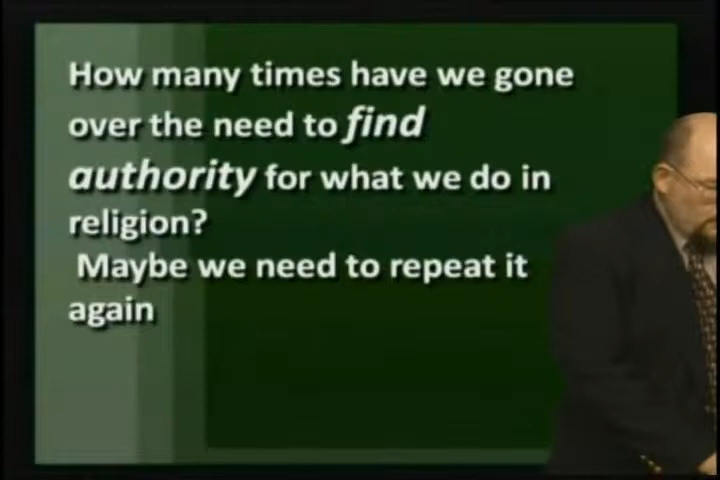 How many times have we gone
over the need to find
authority for what we do in
religion?
Maybe we need to repeat it
again